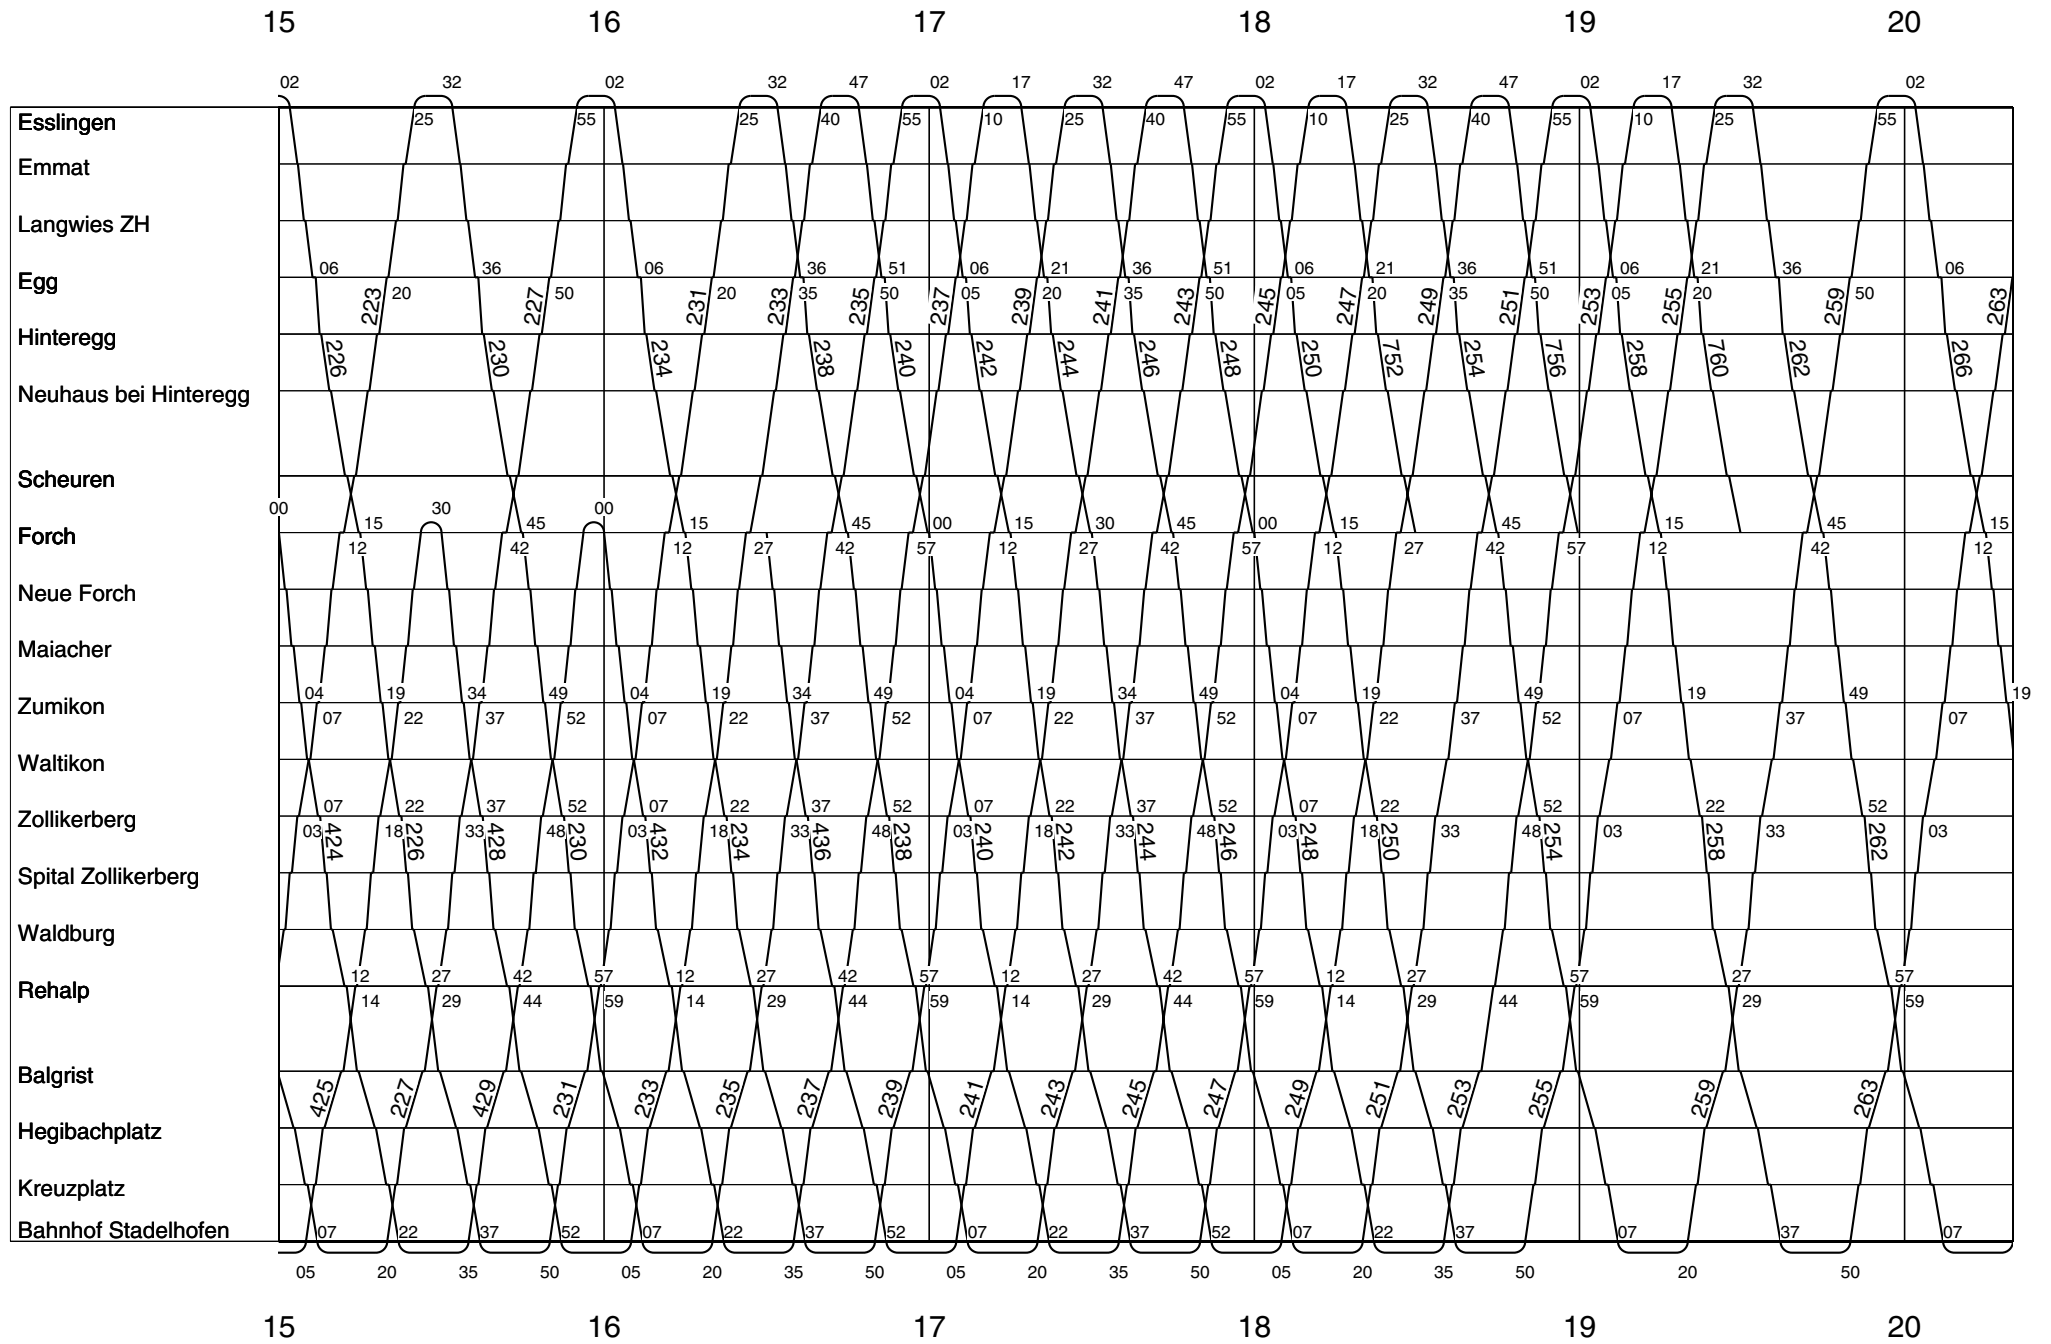 15 16 17 18 19 20
02 32 02 32 47 02 17 32 47 02 17 32 47 02 17 32 02
Esslingen 25 55 25 40 55 10 25 40 55 10 25 40 55 10 25 55
Emmat
Langwies ZH
06 36 06 36 51 06 21 36 51 06 21 36 51 06 21 36 06
Egg
223 20 227 50 231 20 233 35 235 50 237 05 239 20 241 35 243 50 245 05 247 20 249 35 251 50 253 05 255 20 259 50 263
Hinteregg
226 230 234 238 240 242 244 246 248 250 752 254 756 258 760 262 266
Neuhaus bei Hinteregg
Scheuren
00 30 00
15 45 15 45 00 15 30 45 00 15 45 15 45 15
Forch
12 42 12 27 42 57 12 27 42 57 12 27 42 57 12 42 12
Neue Forch
Maiacher
04 19 34 49 04 19 34 49 04 19 34 49 04 19 49 19 49 19
Zumikon
07 22 37 52 07 22 37 52 07 22 37 52 07 22 37 52 07 37 07
Waltikon
07 22 37 52 07 22 37 52 07 22 37 52 07 22 52 22 52
Zollikerberg
03 424 18 226 33 428 48 230 03 432 18 234 33 436 48 238 03 240 18 242 33 244 48 246 03 248 18 250 33 48 254 03 258 33 262 03
Spital Zollikerberg
Waldburg
12 27 42 57 12 27 42 57 12 27 42 57 12 27 57 27 57
Rehalp
14 29 44 59 14 29 44 59 14 29 44 59 14 29 44 59 29 59
Balgrist
425 227 429 231 233 235 237 239 241 243 245 247 249 251 253 255 259 263
Hegibachplatz
Kreuzplatz
Bahnhof Stadelhofen 07 22 37 52 07 22 37 52 07 22 37 52 07 22 37 07 37 07
05 20 35 50 05 20 35 50 05 20 35 50 05 20 35 50 20 50
15 16 17 18 19 20